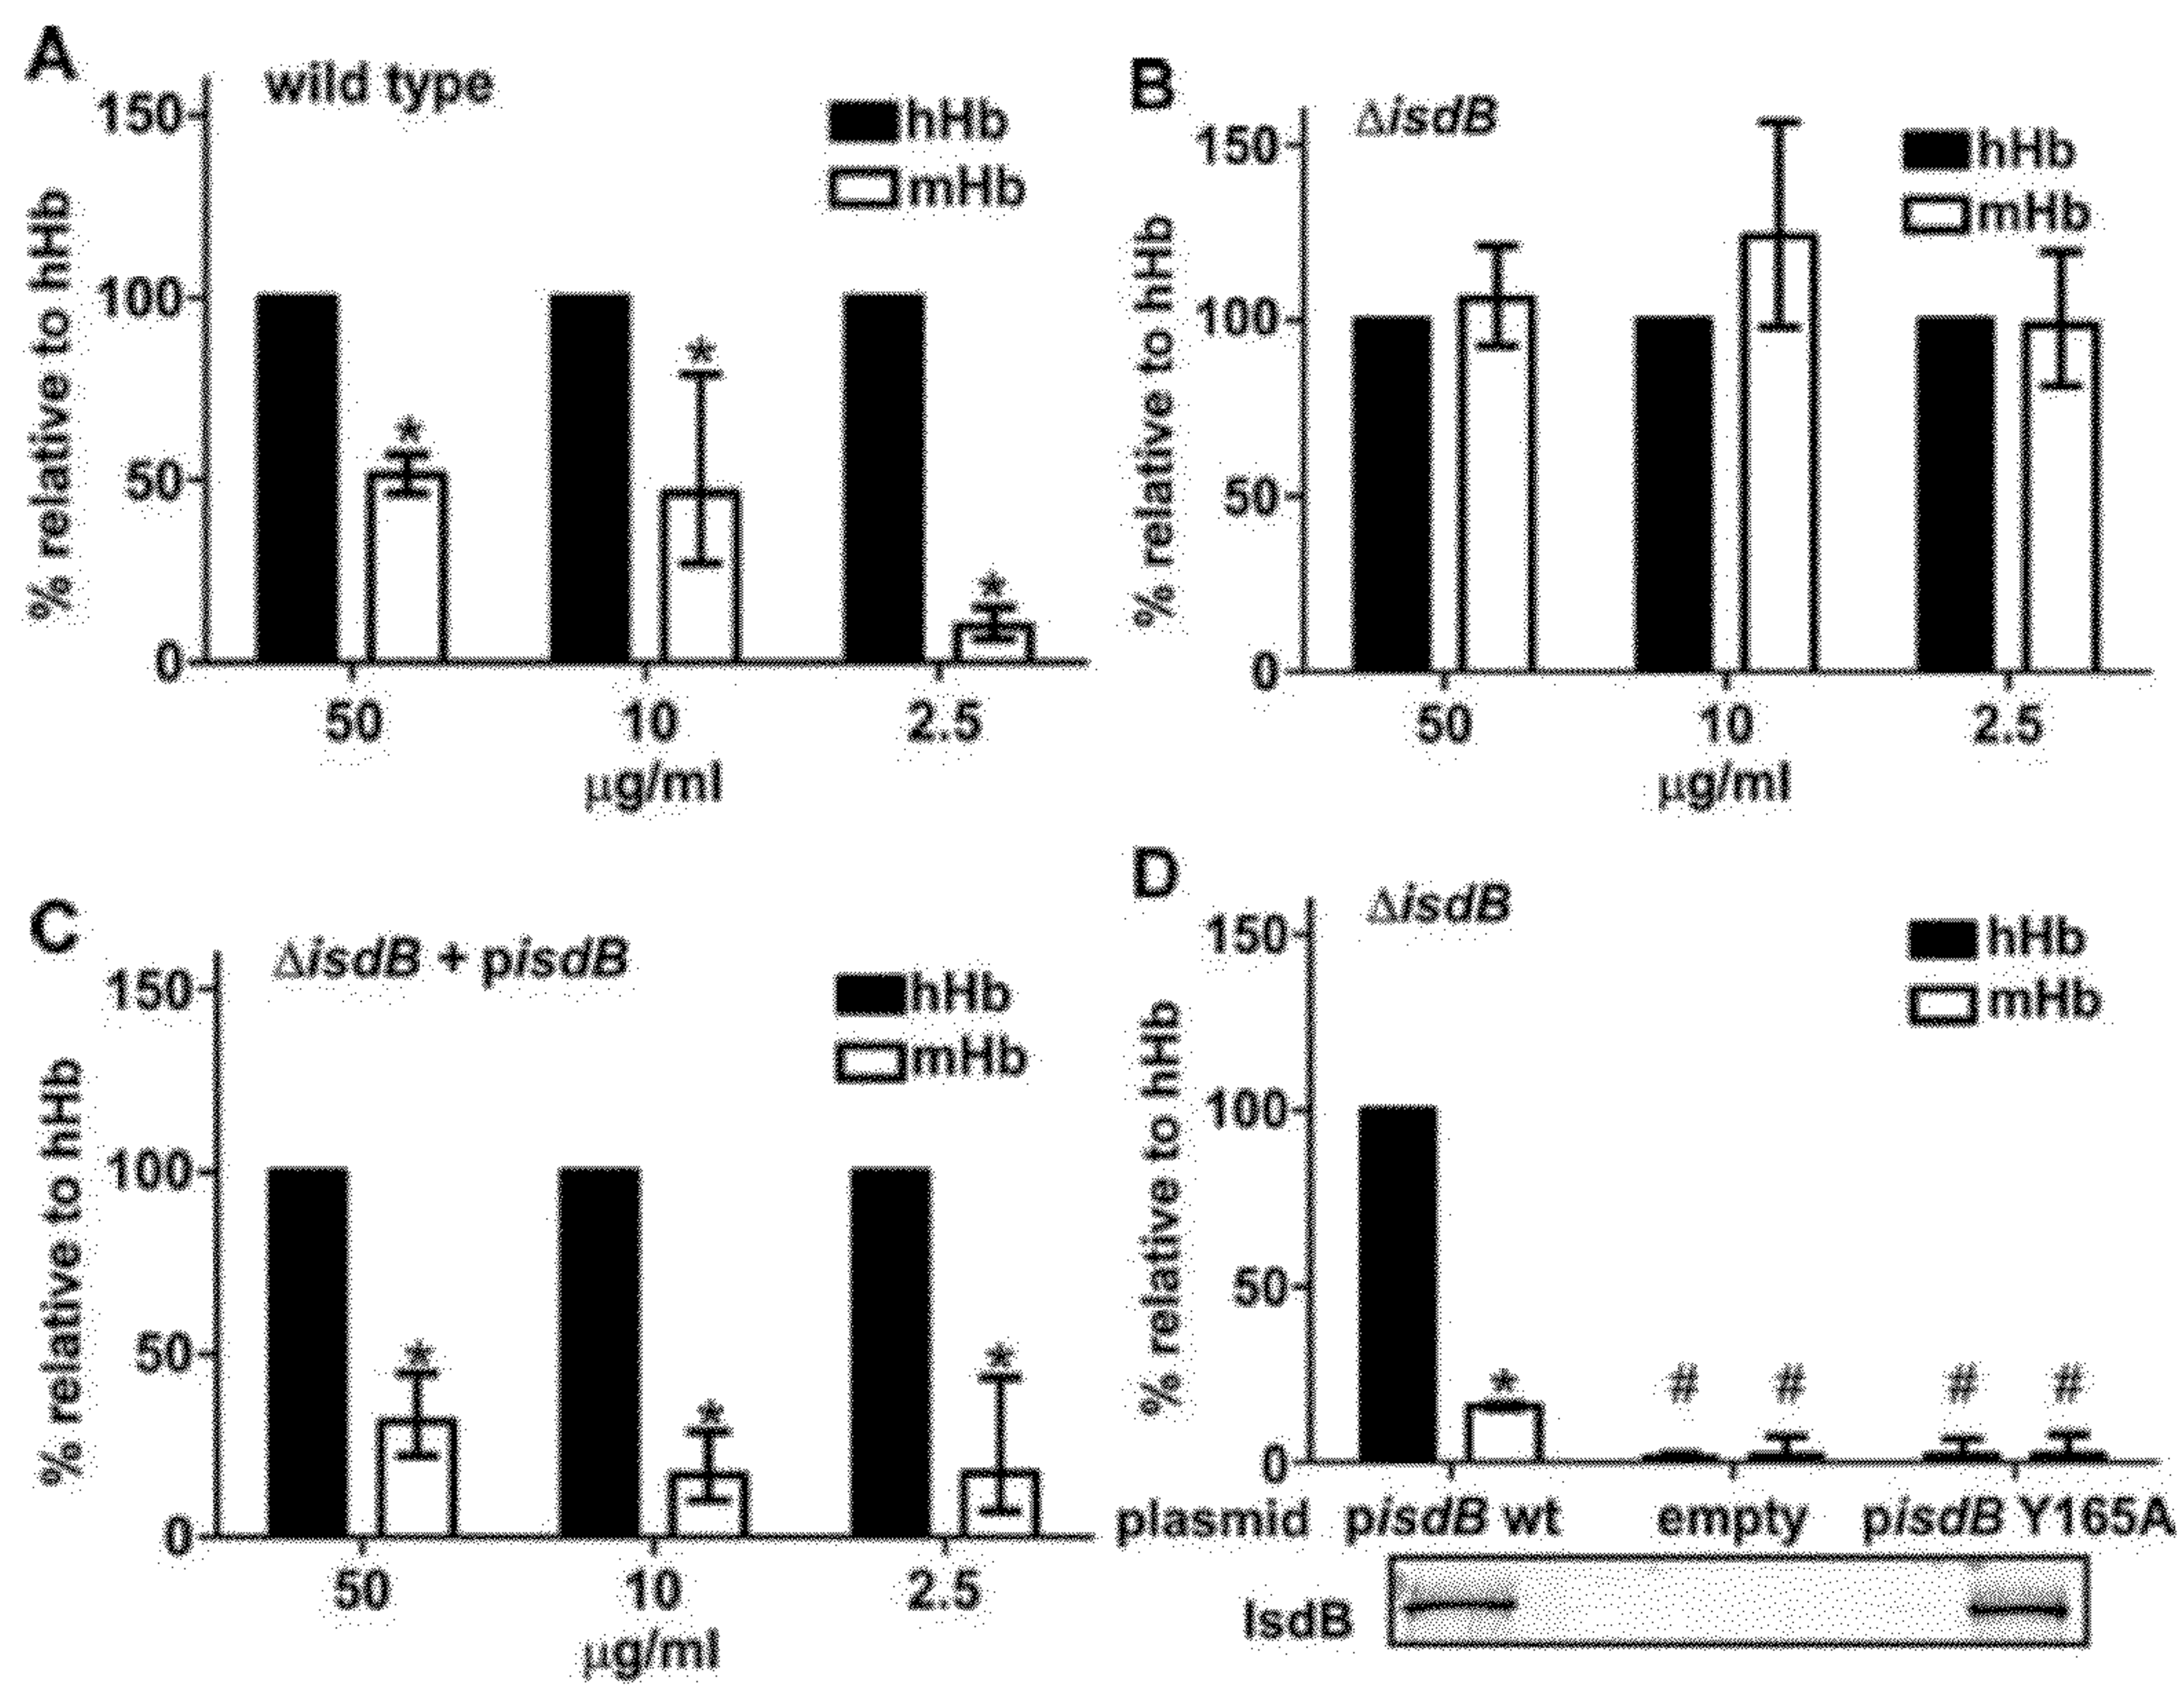 A
wild type
hHb
mHb
% relative to hHb
150
100
50
0
*
*
*
50
10
2.5
µg/ml
B
ΔisdB
hHb
mHb
% relative to hHb
150
100
50
0
50
10
2.5
µg/ml
C
ΔisdB + pisdB
hHb
mHb
% relative to hHb
150
100
50
0
*
*
*
50
10
2.5
µg/ml
D
ΔisdB
hHb
mHb
% relative to hHb
150
100
50
0
* # # # #
plasmid pisdB wt empty pisdB Y165A
IsdB